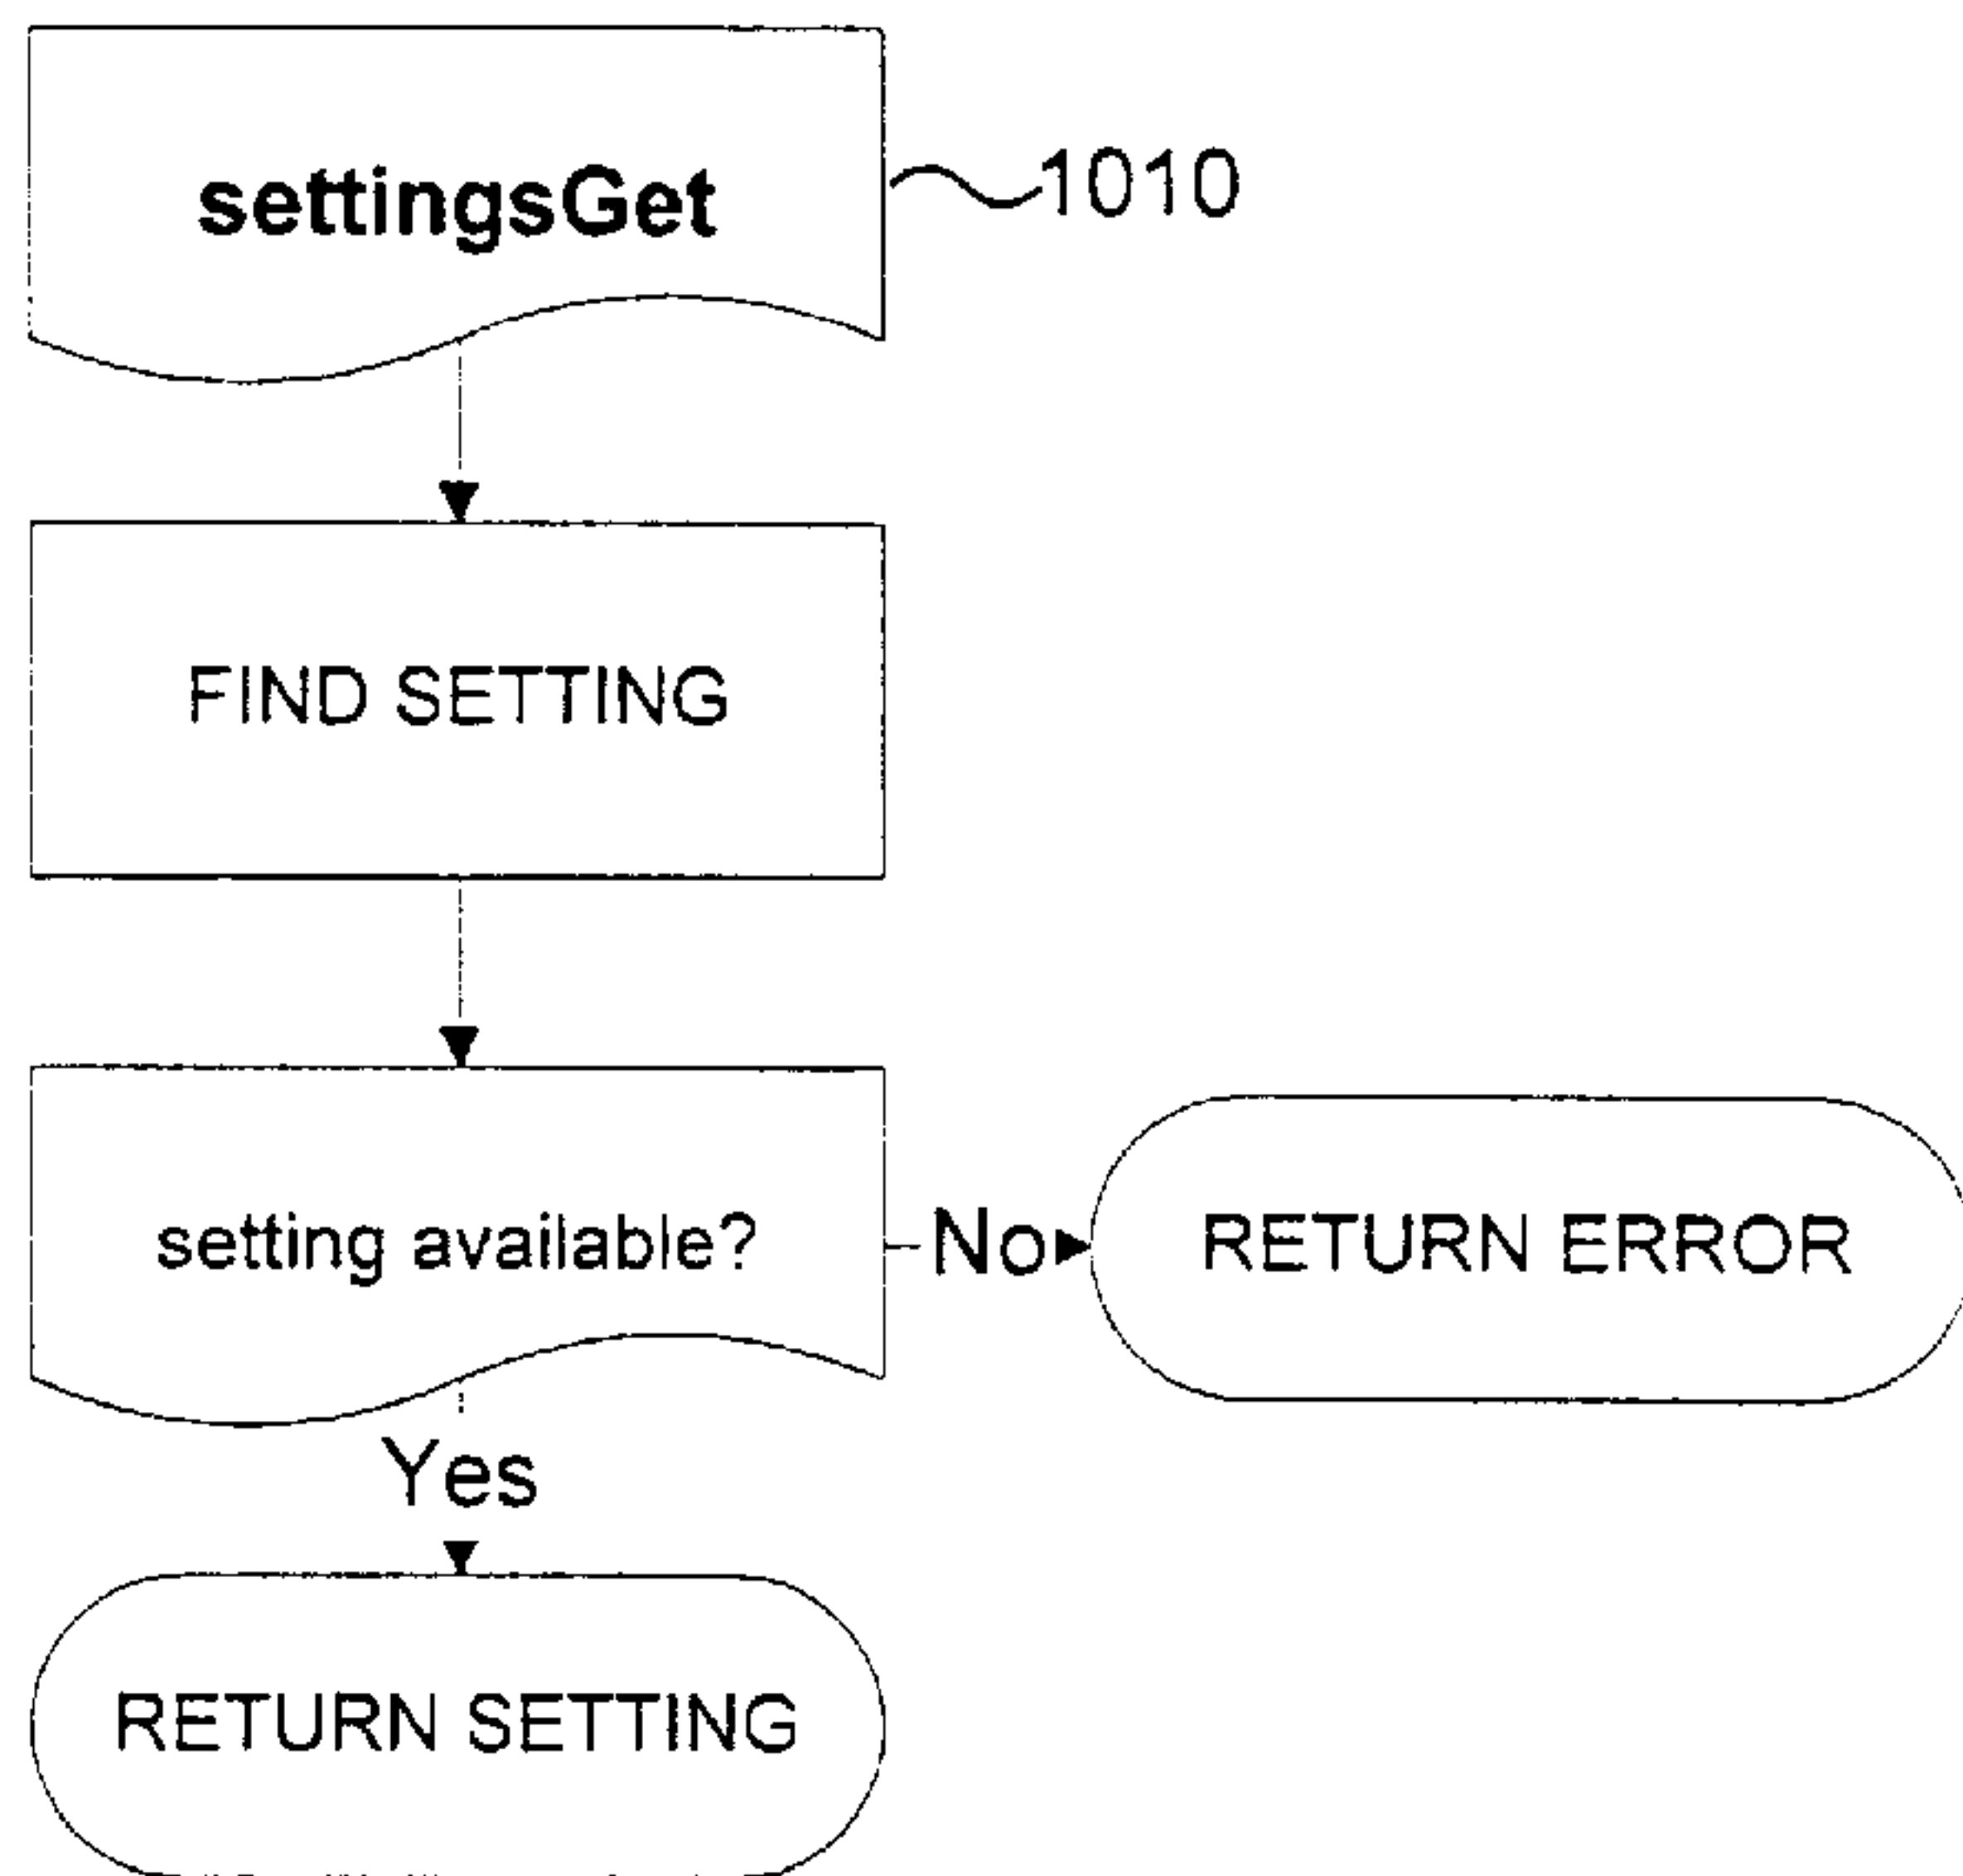 settingsGet
1010
FIND SETTING
setting available?
No
RETURN ERROR
Yes
RETURN SETTING